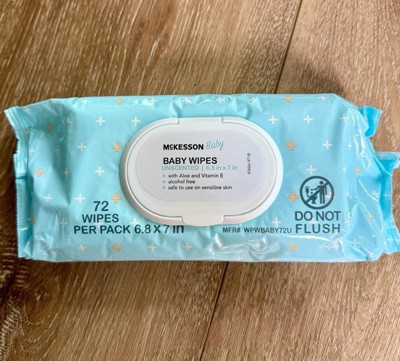 MCKESSON Baby
BABY WIPES
UNSCENTED | 6.8 in x 7 in
with Aloe and Vitamin E
alcohol free
safe to use on sensitive skin
72
WIPES
PER PACK 6.8 X 7 in
DO NOT
MFR# WPWBABY72U FLUSH